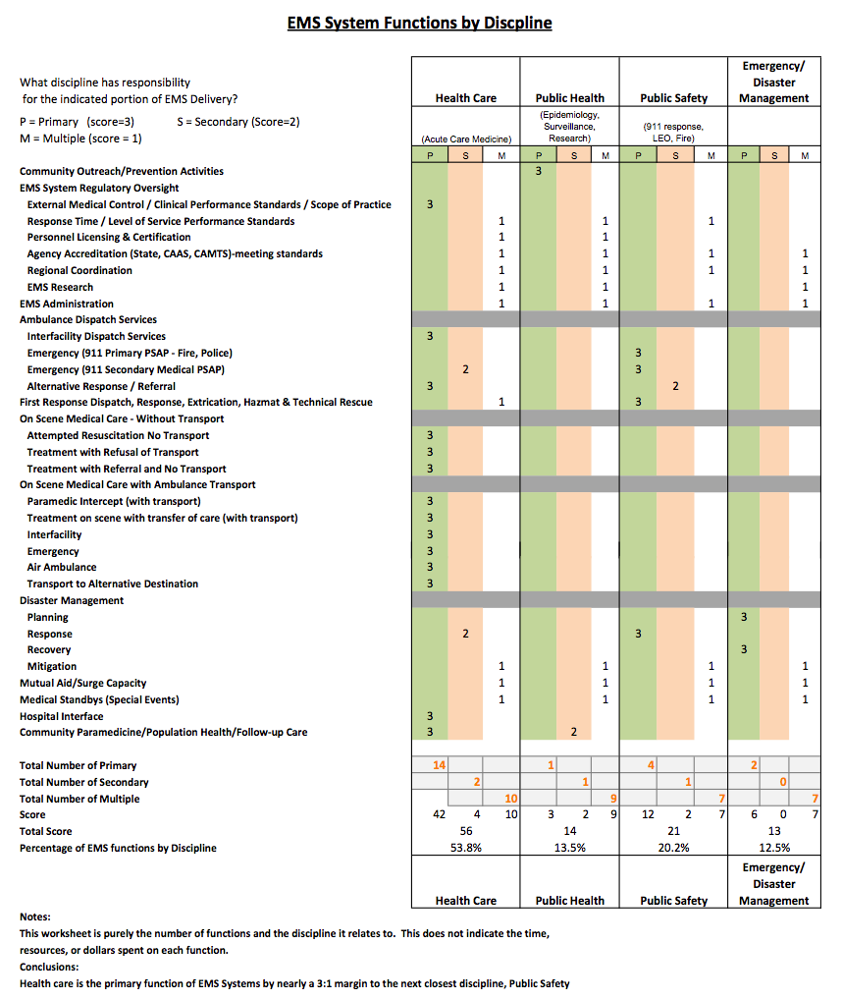 EMS System Functions by Discpline
Emergency/
What discipline has responsibility Disaster
for the indicated portion of EMS Delivery? Health Care Public Health Public Safety Management
P = Primary (score=3) S = Secondary (Score=2) (Epidemiology,
Surveillance, (911 response,
M = Multiple (score = 1) (Acute Care Medicine) Research) LEO, Fire)
P S M P S M P S M P S M
Community Outreach/Prevention Activities 3
EMS System Regulatory Oversight
External Medical Control / Clinical Performance Standards / Scope of Practice 3
Response Time / Level of Service Performance Standards 1 1 1
Personnel Licensing & Certification 1 1
Agency Accreditation (State, CAAS, CAMTS)-meeting standards 1 1 1 1
Regional Coordination 1 1 1 1
EMS Research 1 1 1
EMS Administration 1 1 1 1
Ambulance Dispatch Services
Interfacility Dispatch Services 3
Emergency (911 Primary PSAP - Fire, Police) 3
Emergency (911 Secondary Medical PSAP) 2 3
Alternative Response / Referral 3 2
First Response Dispatch, Response, Extrication, Hazmat & Technical Rescue 1 3
On Scene Medical Care - Without Transport
Attempted Resuscitation No Transport 3
Treatment with Refusal of Transport 3
Treatment with Referral and No Transport 3
On Scene Medical Care with Ambulance Transport
Paramedic Intercept (with transport) 3
Treatment on scene with transfer of care (with transport) 3
Interfacility 3
Emergency 3
Air Ambulance 3
Transport to Alternative Destination 3
Disaster Management
Planning 3
Response 2 3
Recovery 3
Mitigation 1 1 1 1
Mutual Aid/Surge Capacity 1 1 1 1
Medical Standbys (Special Events) 1 1 1 1
Hospital Interface 3
Community Paramedicine/Population Health/Follow-up Care 3 2
Total Number of Primary 14 1 4 2
Total Number of Secondary 2 1 1 0
Total Number of Multiple 10 9 7 7
Score 42 4 10 3 2 9 12 2 7 6 0 7
Total Score 56 14 21 13
Percentage of EMS functions by Discipline 53.8% 13.5% 20.2% 12.5%
Emergency/
Disaster
Health Care Public Health Public Safety Management
Notes:
This worksheet is purely the number of functions and the discipline it relates to. This does not indicate the time,
resources, or dollars spent on each function.
Conclusions:
Health care is the primary function of EMS Systems by nearly a 3:1 margin to the next closest discipline, Public Safety